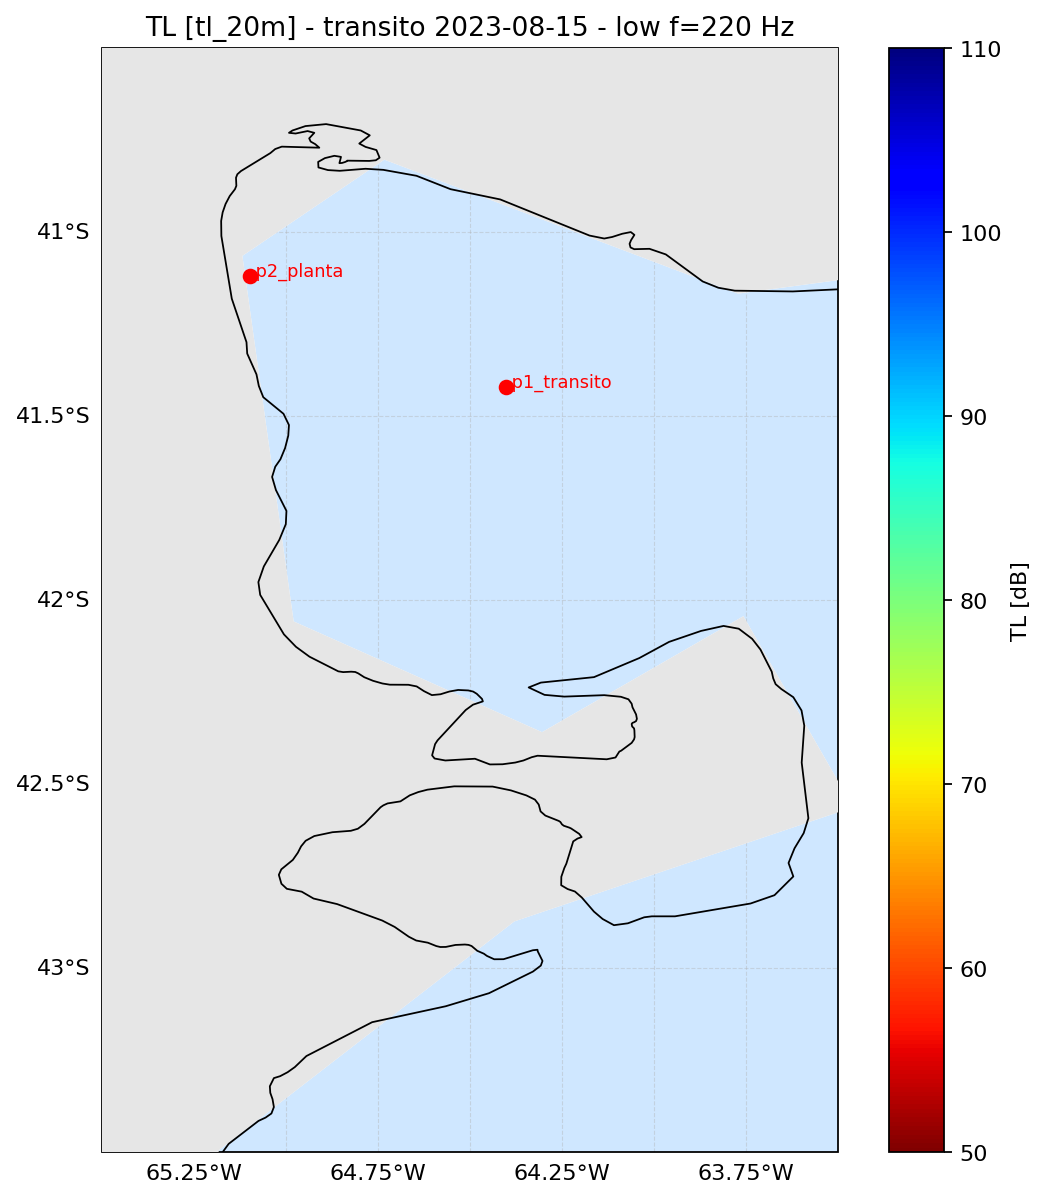 TL [tl_20m] - transito 2023-08-15 - low f=220 Hz
110
41°S
100
p2_planta
p1_transito
41.5°S
90
42°S
80
TL [dB]
42.5°S
70
43°S
60
50
65.25°W
64.75°W
64.25°W
63.75°W